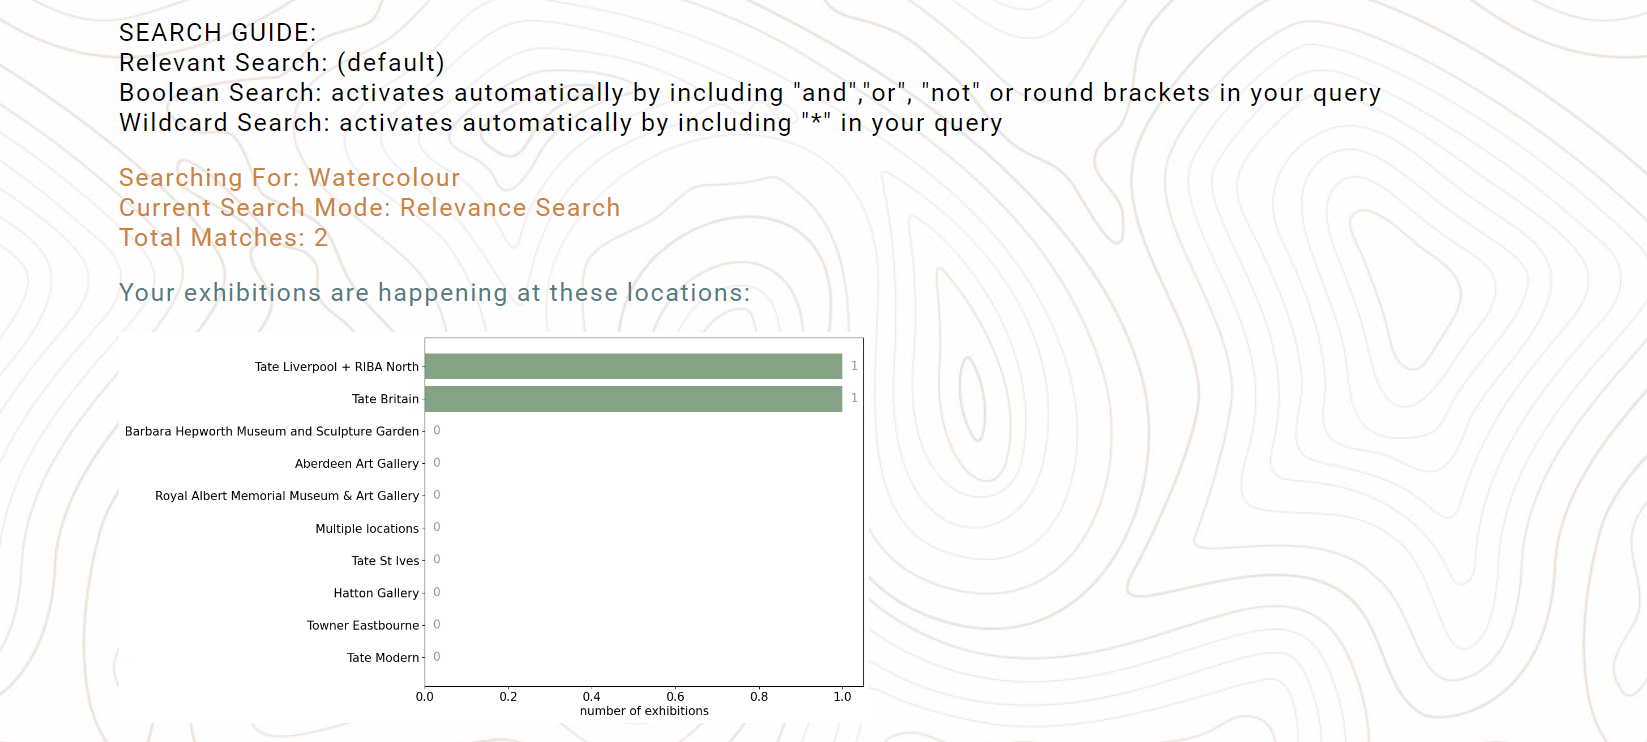 SEARCH GUIDE:
Relevant Search: (default)
Boolean Search: activates automatically by including "and","or", "not" or round brackets in your query
Wildcard Search: activates automatically by including "*" in your query
Searching For: Watercolour
Current Search Mode: Relevance Search
Total Matches: 2
Your exhibitions are happening at these locations:
Tate Liverpool + RIBA North 1
Tate Britain 1
Barbara Hepworth Museum and Sculpture Garden 0
Aberdeen Art Gallery 0
Royal Albert Memorial Museum & Art Gallery 0
Multiple locations 0
Tate St Ives 0
Hatton Gallery 0
Towner Eastbourne 0
Tate Modern 0
0.0 0.2 0.4 0.6 0.8 1.0
number of exhibitions